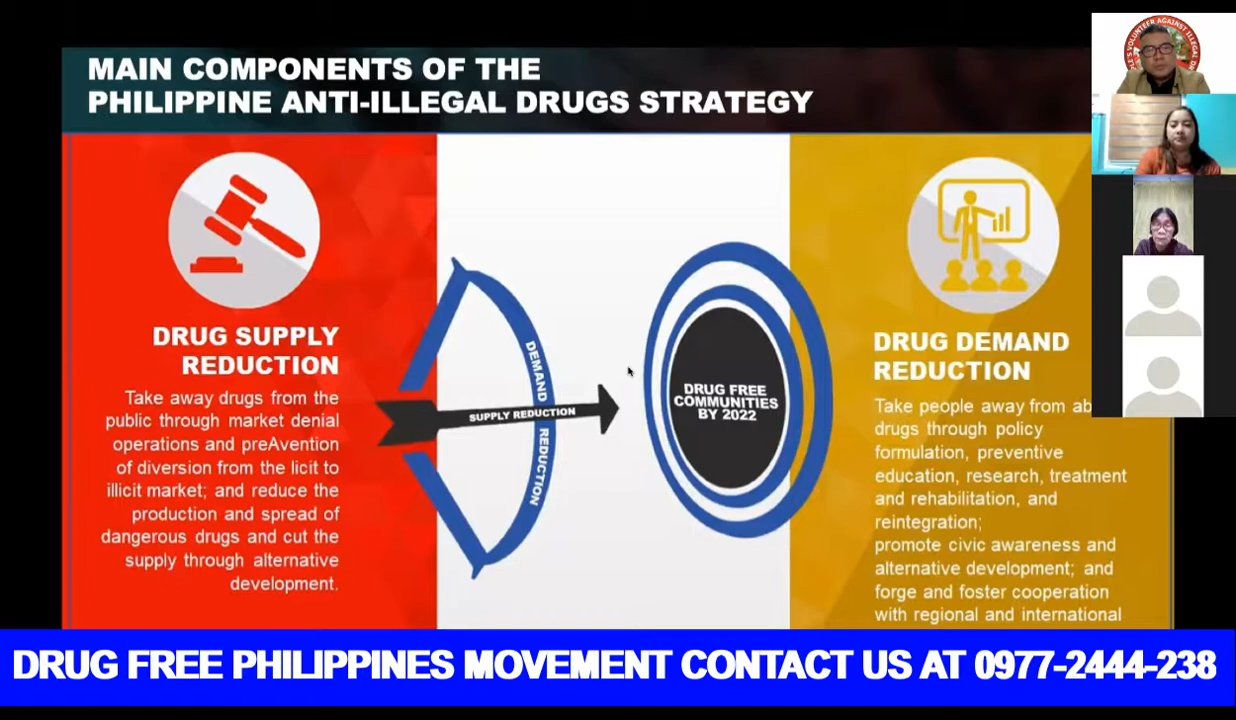 MAIN COMPONENTS OF THE
PHILIPPINE ANTI-ILLEGAL DRUGS STRATEGY
DRUG SUPPLY
REDUCTION
Take away drugs from the
public through market denial
operations and preAvention
of diversion from the licit to
illicit market; and reduce the
production and spread of
dangerous drugs and cut the
supply through alternative
development.
DEMAND REDUCTION
SUPPLY REDUCTION
DRUG FREE
COMMUNITIES
BY 2022
DRUG DEMAND
REDUCTION
Take people away from
drugs through policy
formulation, preventive
education, research, treatment
and rehabilitation, and
reintegration;
promote civic awareness and
alternative development; and
forge and foster cooperation
with regional and international
VOLUNTEER AGAINST ILLEGAL
DRUG FREE PHILIPPINES MOVEMENT CONTACT US AT 0977-2444-238